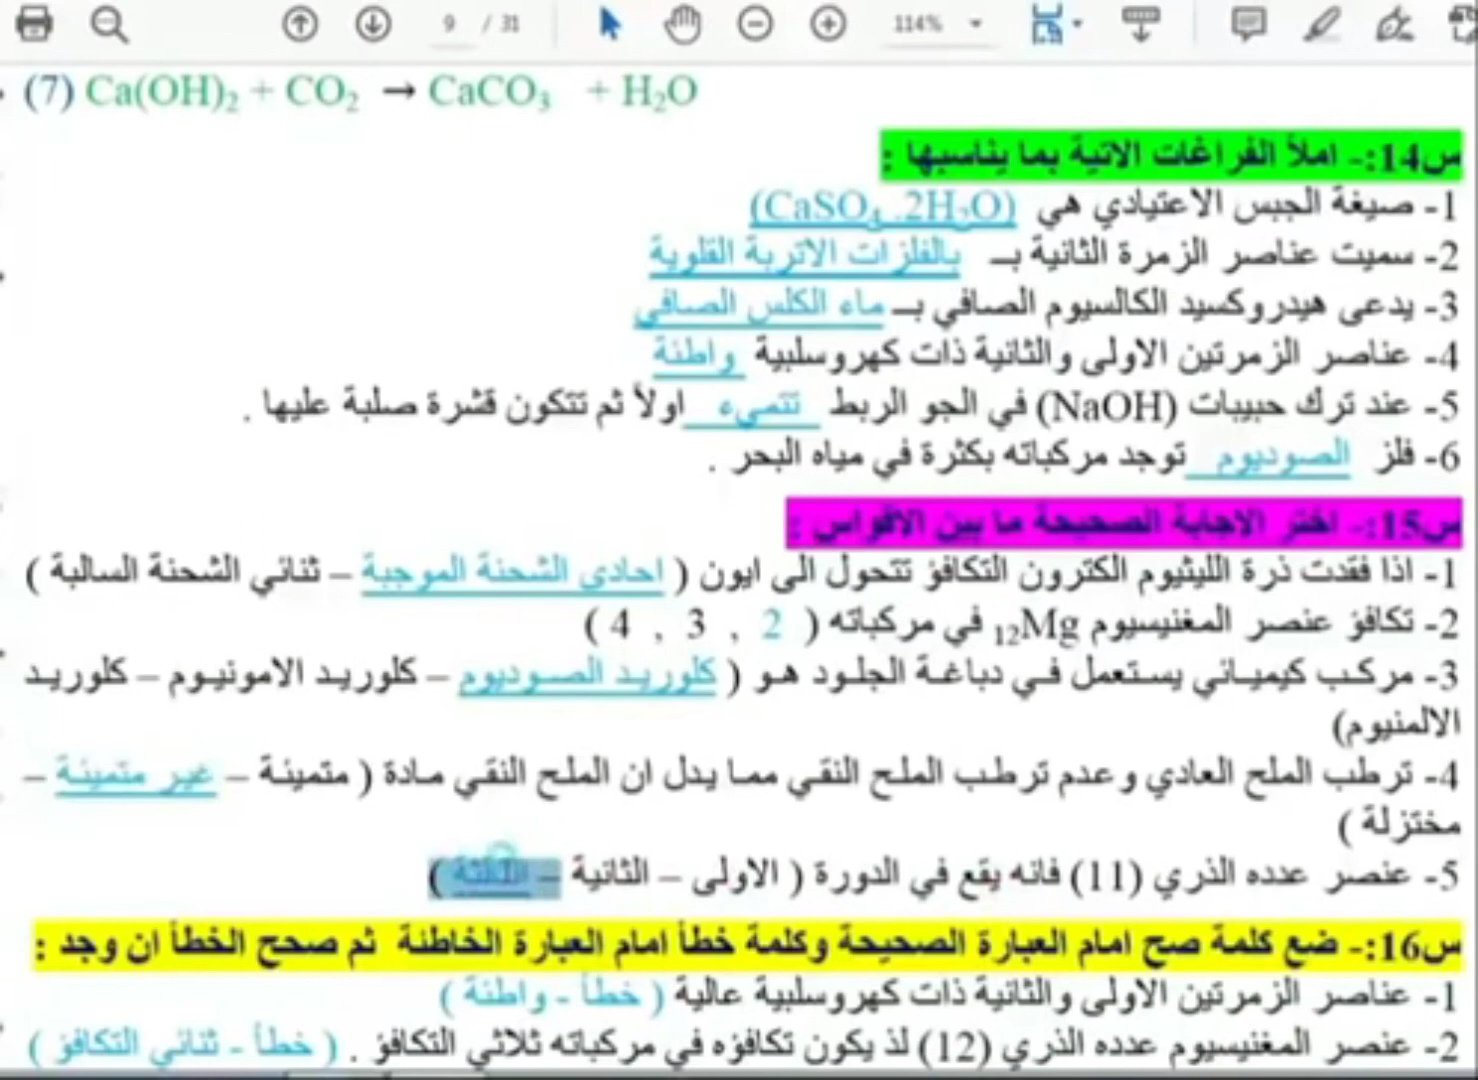 9 / 31
114%
(7) Ca(OH)₂ + CO₂ → CaCO₃ + H₂O
س14:- املأ الفراغات الاتية بما يناسبها :
1- صيغة الجبس الاعتيادي هي (CaSO₄ .2H₂O)
2- سميت عناصر الزمرة الثانية بـ بالفلزات الاتربة القلوية
3- يدعى هيدروكسيد الكالسيوم الصافي بـ ماء الكلس الصافي
4- عناصر الزمرتين الاولى والثانية ذات كهروسلبية واطئة
5- عند ترك حبيبات (NaOH) في الجو الرطب تتميء اولاً ثم تتكون قشرة صلبة عليها .
6- فلز الصوديوم توجد مركباته بكثرة في مياه البحر .
س15:- اختر الاجابة الصحيحة ما بين الاقواس :
1- اذا فقدت ذرة الليثيوم الكترون التكافؤ تتحول الى ايون ( احادي الشحنة الموجبة – ثنائي الشحنة السالبة )
2- تكافؤ عنصر المغنيسيوم ₁₂Mg في مركباته ( 2 , 3 , 4 )
3- مركب كيميائي يستعمل في دباغة الجلود هو ( كلوريد الصوديوم – كلوريد الامونيوم – كلوريد
الالمنيوم)
4- ترطب الملح العادي وعدم ترطب الملح النقي مما يدل ان الملح النقي مادة ( متميئة – غير متميئة –
مختزلة )
5- عنصر عدده الذري (11) فانه يقع في الدورة ( الاولى – الثانية – الثالثة )
س16:- ضع كلمة صح امام العبارة الصحيحة وكلمة خطأ امام العبارة الخاطئة ثم صحح الخطأ ان وجد :
1- عناصر الزمرتين الاولى والثانية ذات كهروسلبية عالية ( خطأ - واطئة )
2- عنصر المغنيسيوم عدده الذري (12) لذ يكون تكافؤه في مركباته ثلاثي التكافؤ . ( خطأ - ثنائي التكافؤ )